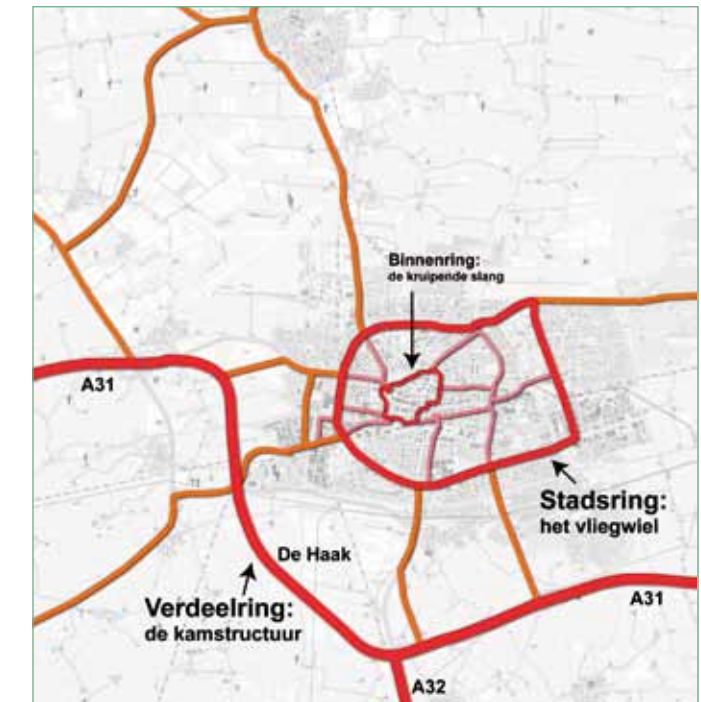 Binnenring:
de kruipende slang
A31
Stadsring:
het vliegwiel
De Haak
Verdeelring:
de kamstructuur
A31
A32